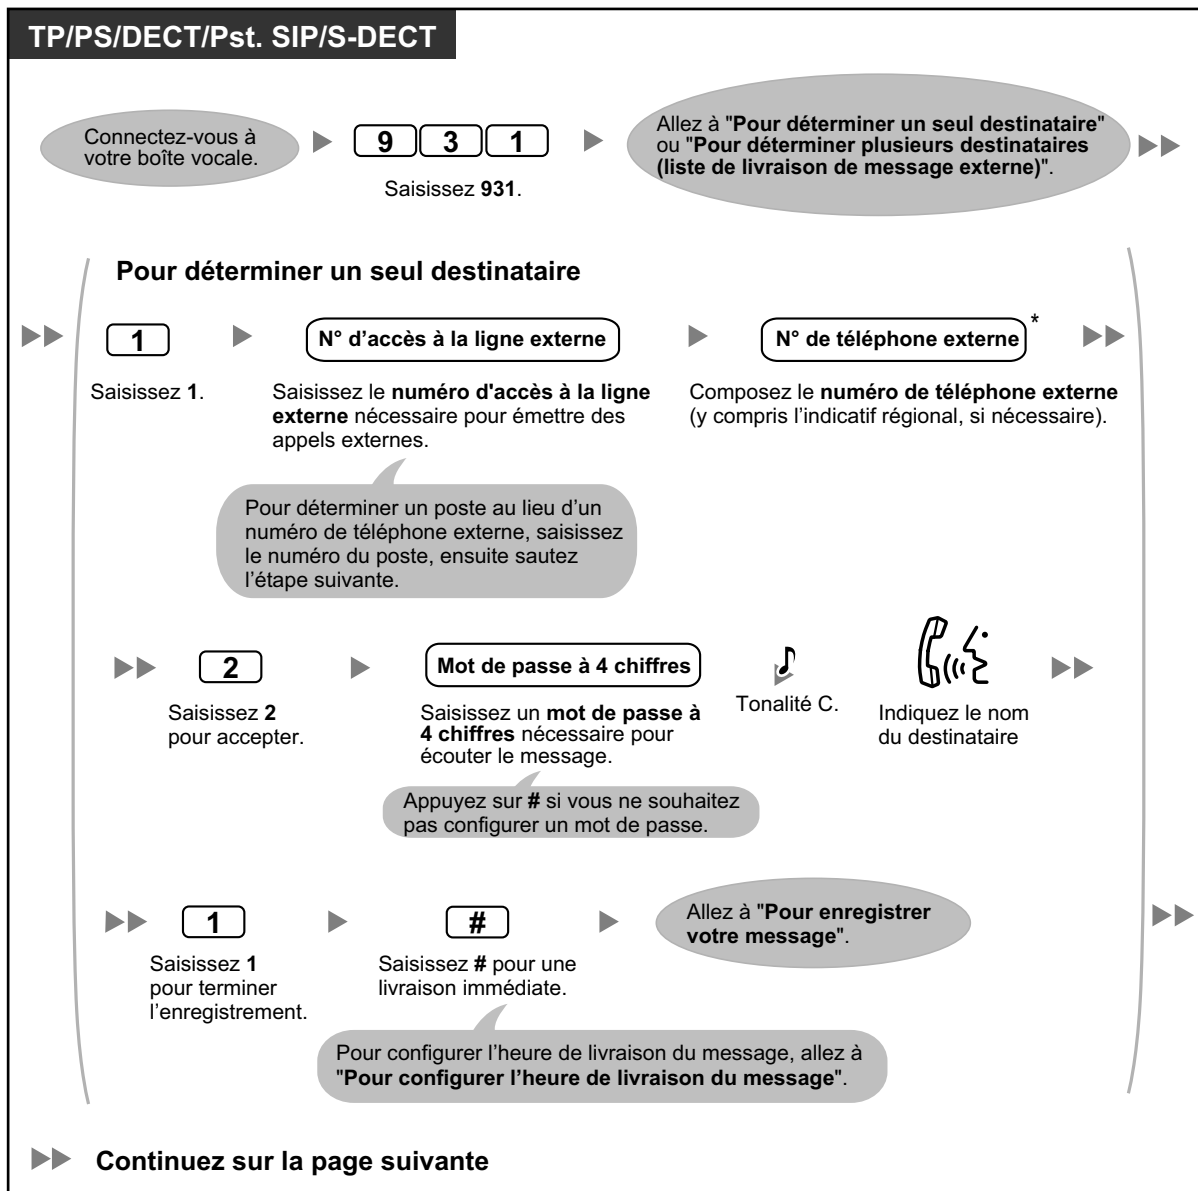 TP/PS/DECT/Pst. SIP/S-DECT
Connectez-vous à
votre boîte vocale.
9 3 1
Saisissez 931.
Allez à "Pour déterminer un seul destinataire"
ou "Pour déterminer plusieurs destinataires
(liste de livraison de message externe)".
Pour déterminer un seul destinataire
1
Saisissez 1.
N° d’accès à la ligne externe
Saisissez le numéro d'accès à la ligne
externe nécessaire pour émettre des
appels externes.
N° de téléphone externe *
Composez le numéro de téléphone externe
(y compris l’indicatif régional, si nécessaire).
Pour déterminer un poste au lieu d’un
numéro de téléphone externe, saisissez
le numéro du poste, ensuite sautez
l’étape suivante.
2
Saisissez 2
pour accepter.
Mot de passe à 4 chiffres
Saisissez un mot de passe à
4 chiffres nécessaire pour
écouter le message.
Tonalité C.
Indiquez le nom
du destinataire
Appuyez sur # si vous ne souhaitez
pas configurer un mot de passe.
1
Saisissez 1
pour terminer
l’enregistrement.
#
Saisissez # pour une
livraison immédiate.
Allez à "Pour enregistrer
votre message".
Pour configurer l’heure de livraison du message, allez à
"Pour configurer l’heure de livraison du message".
Continuez sur la page suivante